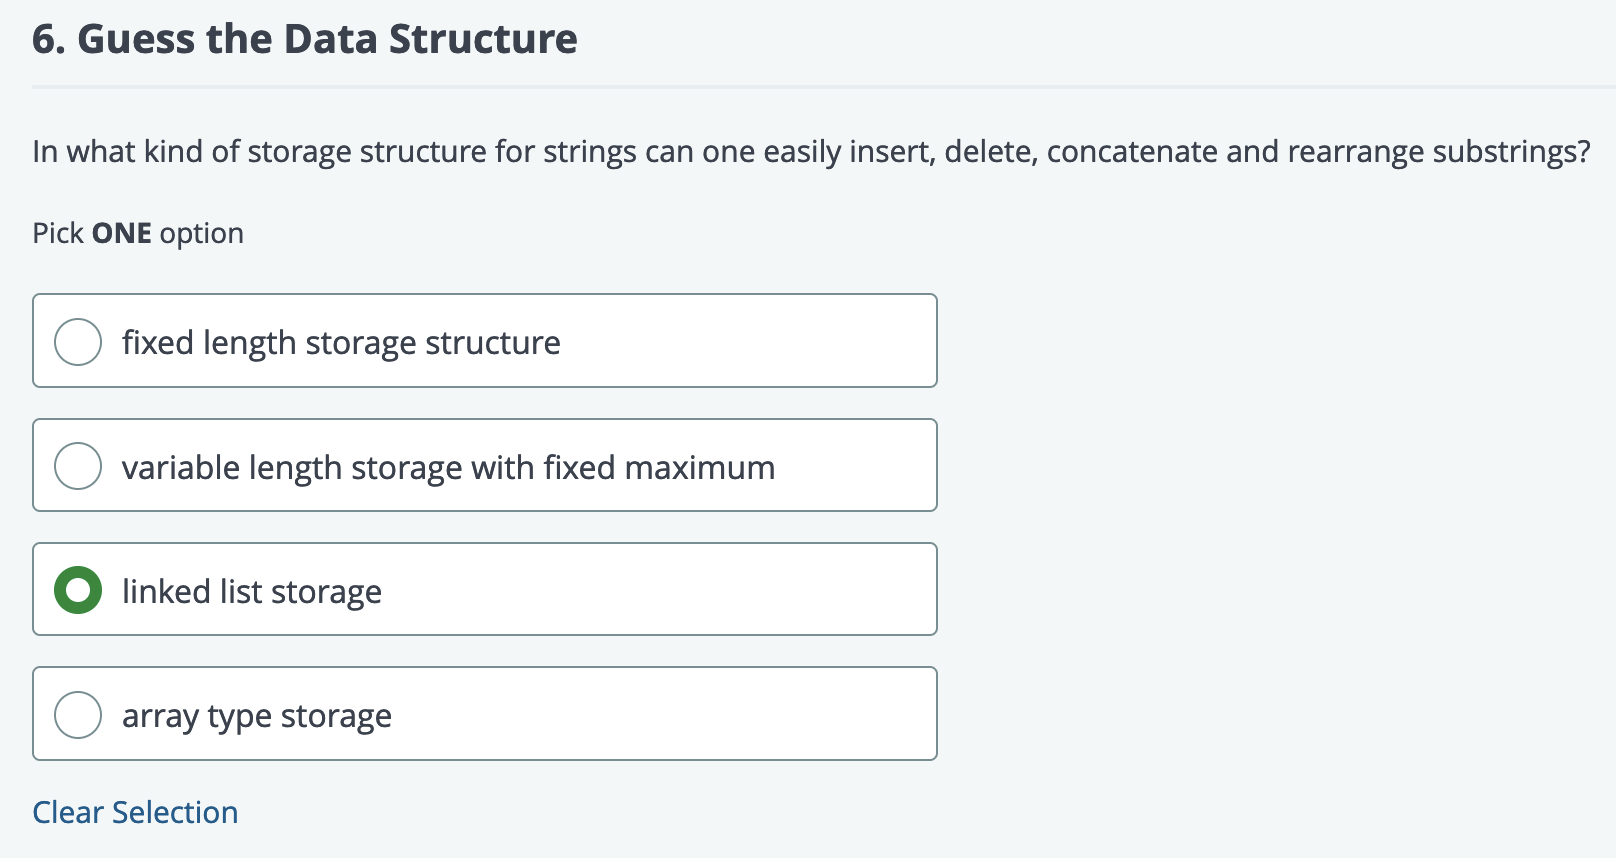 6. Guess the Data Structure
In what kind of storage structure for strings can one easily insert, delete, concatenate and rearrange substrings?
Pick ONE option
fixed length storage structure
variable length storage with fixed maximum
linked list storage
array type storage
Clear Selection